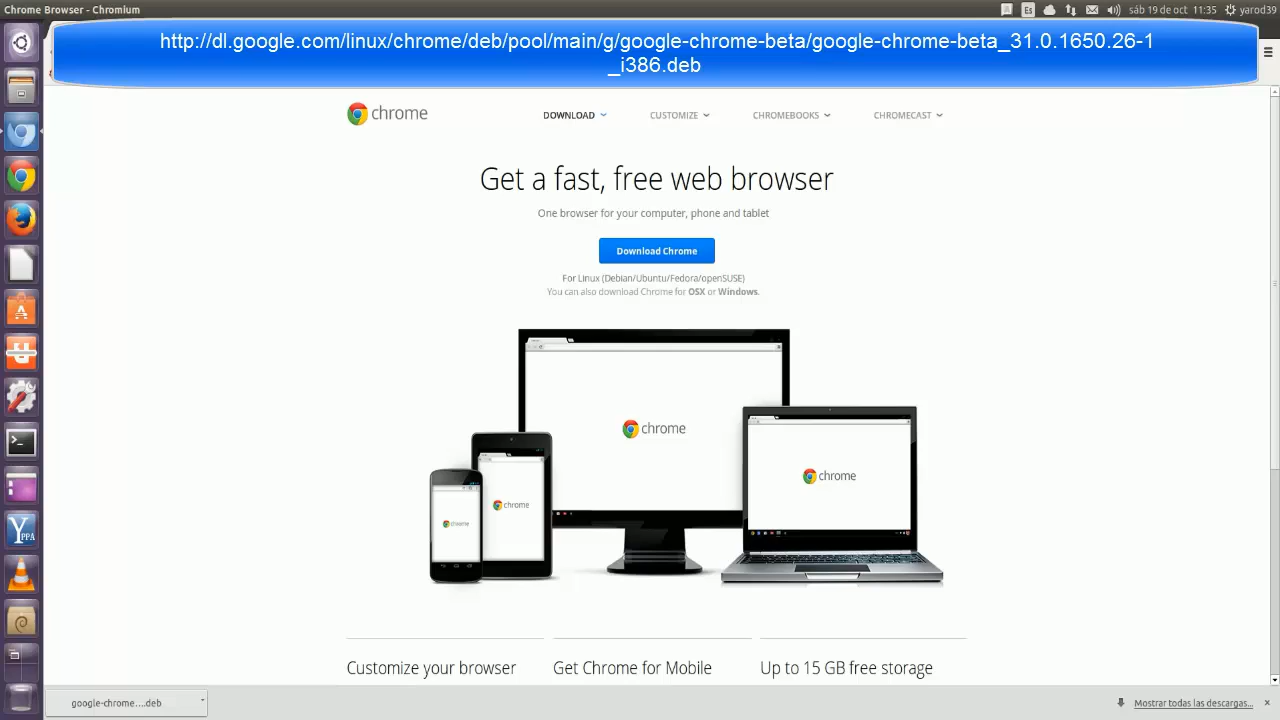 Chrome Browser - Chromium
Es
sáb 19 de oct
11:35
yarod39
http://dl.google.com/linux/chrome/deb/pool/main/g/google-chrome-beta/google-chrome-beta_31.0.1650.26-1
_i386.deb
chrome
DOWNLOAD
CUSTOMIZE
CHROMEBOOKS
CHROMECAST
Get a fast, free web browser
One browser for your computer, phone and tablet
Download Chrome
For Linux (Debian/Ubuntu/Fedora/openSUSE)
You can also download Chrome for OSX or Windows.
chrome
chrome
chrome
chrome
Customize your browser
Get Chrome for Mobile
Up to 15 GB free storage
Y PPA
google-chrome....deb
Mostrar todas las descargas...